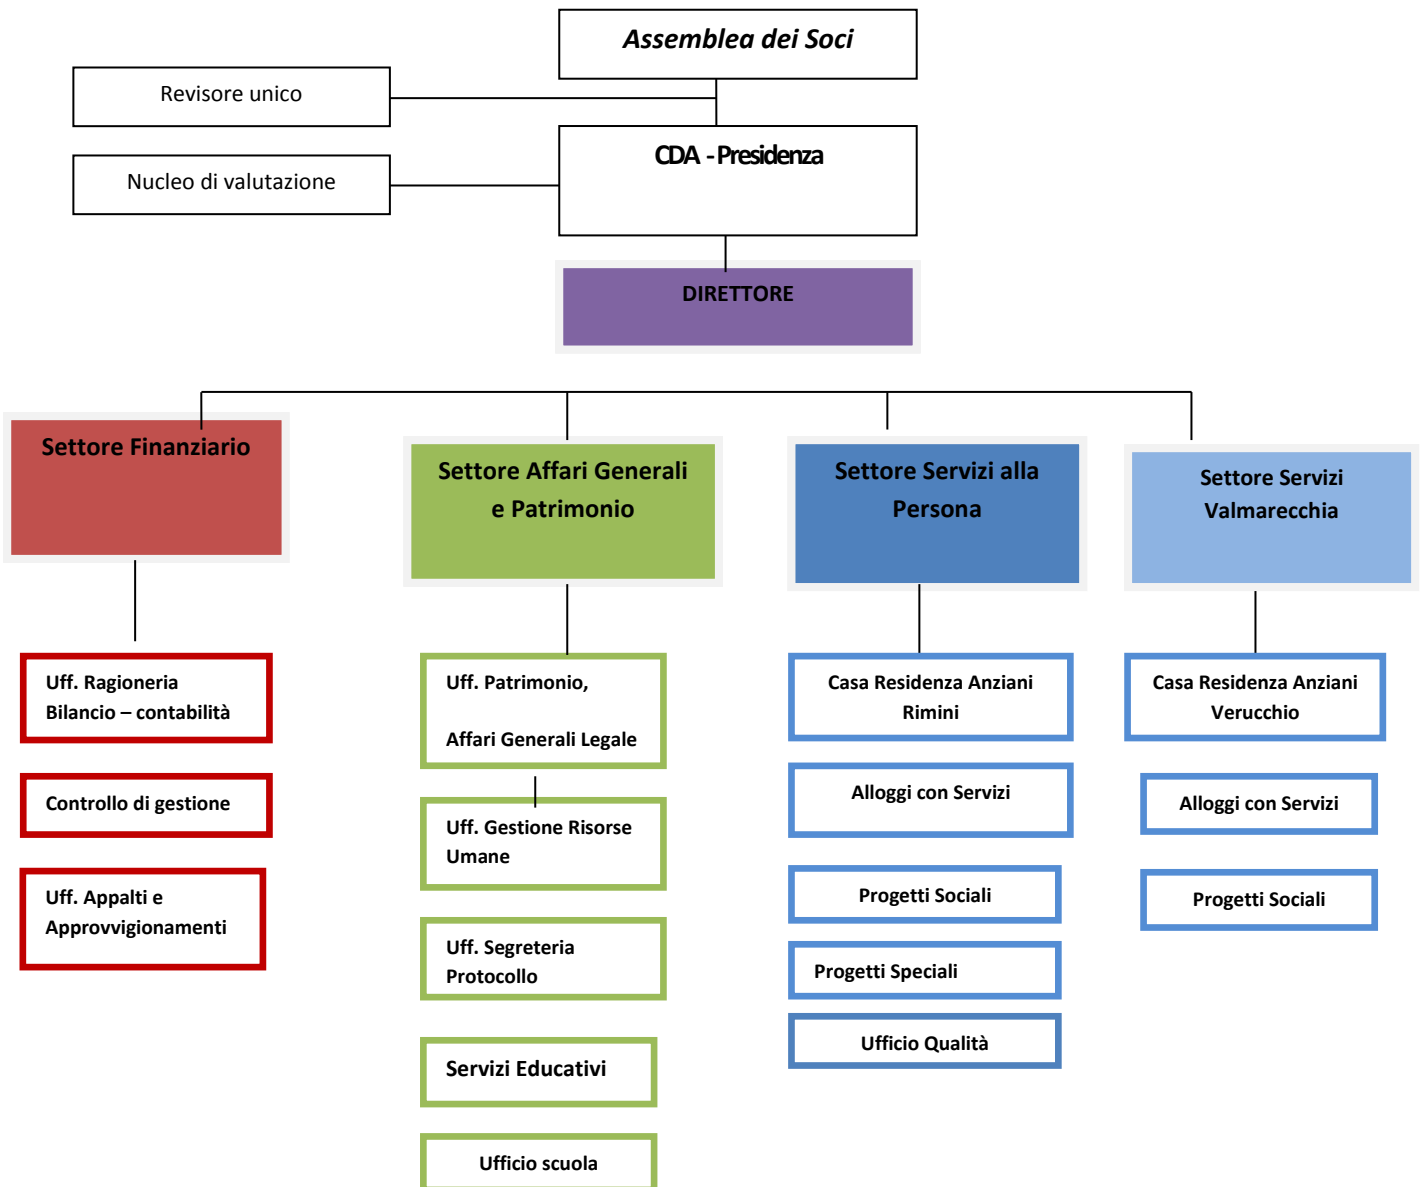 Assemblea dei Soci
Revisore unico
CDA - Presidenza
Nucleo di valutazione
DIRETTORE
Settore Finanziario
Settore Affari Generali
e Patrimonio
Settore Servizi alla
Persona
Settore Servizi
Valmarecchia
Uff. Ragioneria
Bilancio – contabilità
Controllo di gestione
Uff. Appalti e
Approvvigionamenti
Uff. Patrimonio,
Affari Generali Legale
Uff. Gestione Risorse
Umane
Uff. Segreteria
Protocollo
Servizi Educativi
Ufficio scuola
Casa Residenza Anziani
Rimini
Alloggi con Servizi
Progetti Sociali
Progetti Speciali
Ufficio Qualità
Casa Residenza Anziani
Verucchio
Alloggi con Servizi
Progetti Sociali